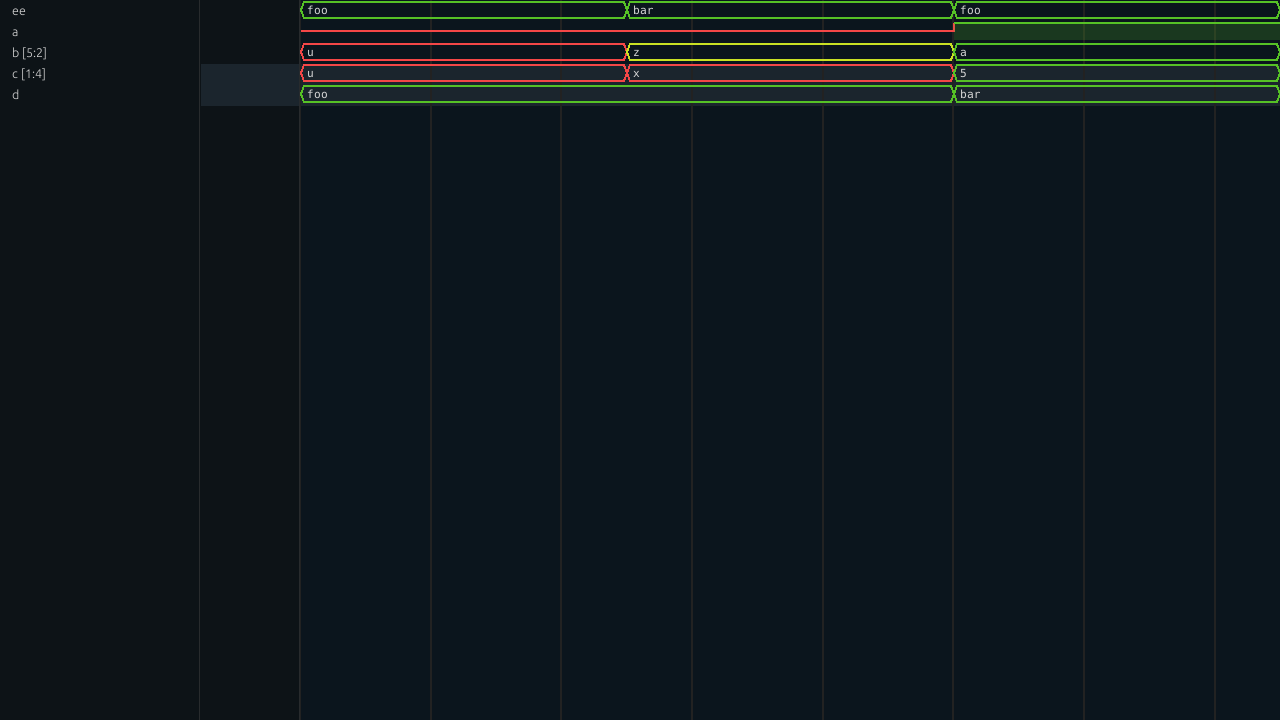 ee foo bar foo
a
b [5:2] u z a
c [1:4] u x 5
d foo bar